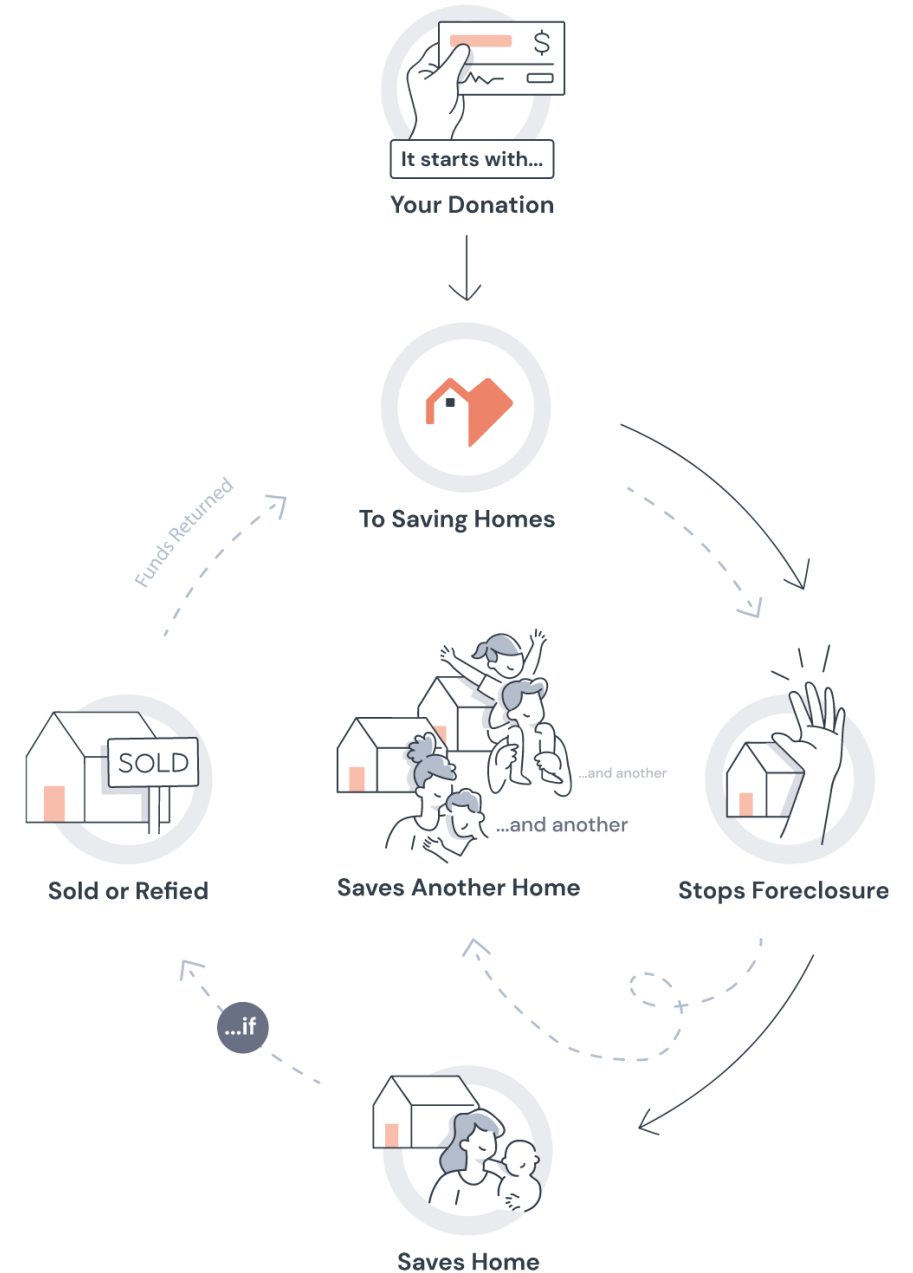 $
It starts with...
Your Donation
To Saving Homes
Funds Returned
SOLD
...and another
...and another
Sold or Refied
Saves Another Home
Stops Foreclosure
...if
Saves Home